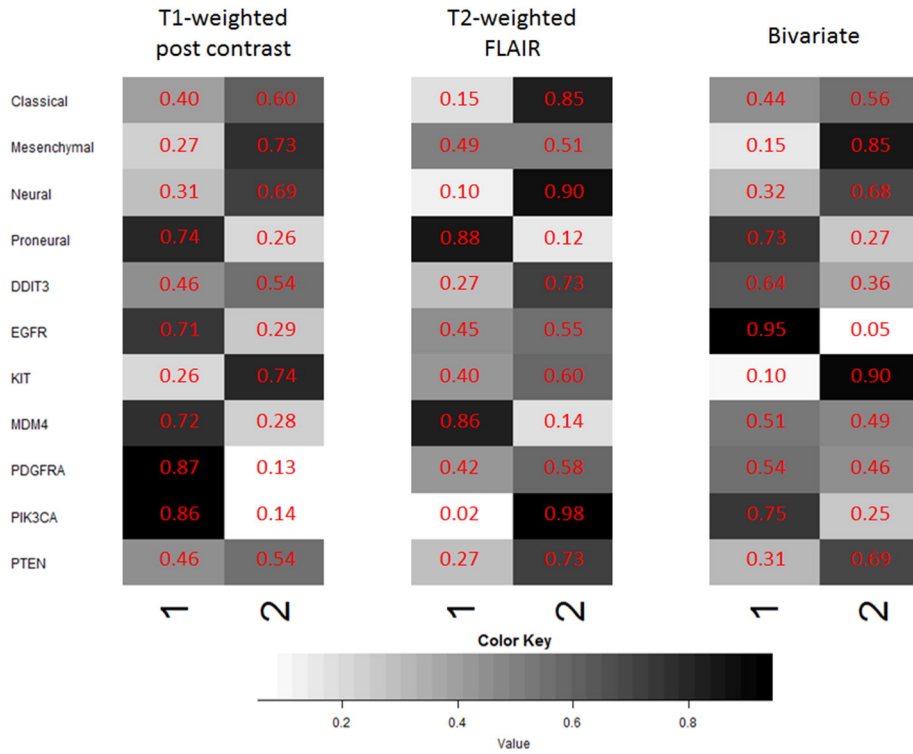 T1-weighted post contrast
T2-weighted FLAIR
Bivariate
Classical 0.40 0.60 0.15 0.85 0.44 0.56
Mesenchymal 0.27 0.73 0.49 0.51 0.15 0.85
Neural 0.31 0.69 0.10 0.90 0.32 0.68
Proneural 0.74 0.26 0.88 0.12 0.73 0.27
DDIT3 0.46 0.54 0.27 0.73 0.64 0.36
EGFR 0.71 0.29 0.45 0.55 0.95 0.05
KIT 0.26 0.74 0.40 0.60 0.10 0.90
MDM4 0.72 0.28 0.86 0.14 0.51 0.49
PDGFRA 0.87 0.13 0.42 0.58 0.54 0.46
PIK3CA 0.86 0.14 0.02 0.98 0.75 0.25
PTEN 0.46 0.54 0.27 0.73 0.31 0.69
1 2 1 2 1 2
Color Key
0.2 0.4 0.6 0.8
Value